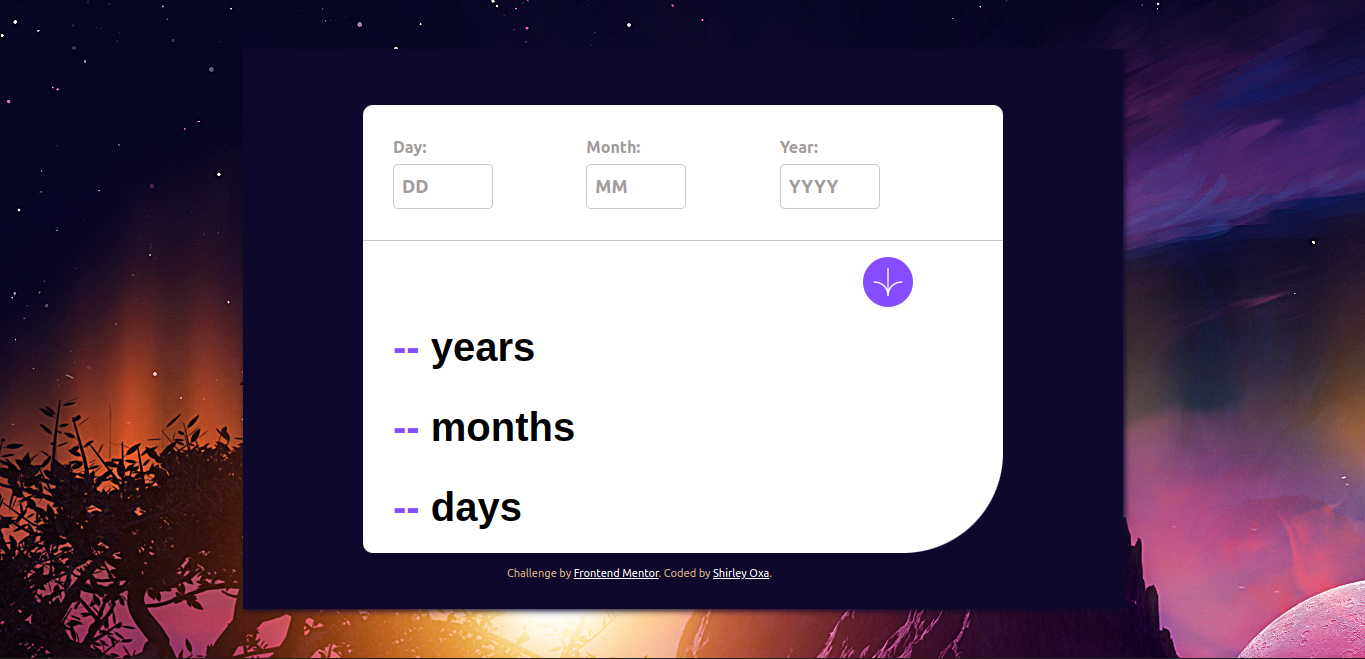 Day: Month: Year:
DD MM YYYY
-- years
-- months
-- days
Challenge by Frontend Mentor. Coded by Shirley Oxa.